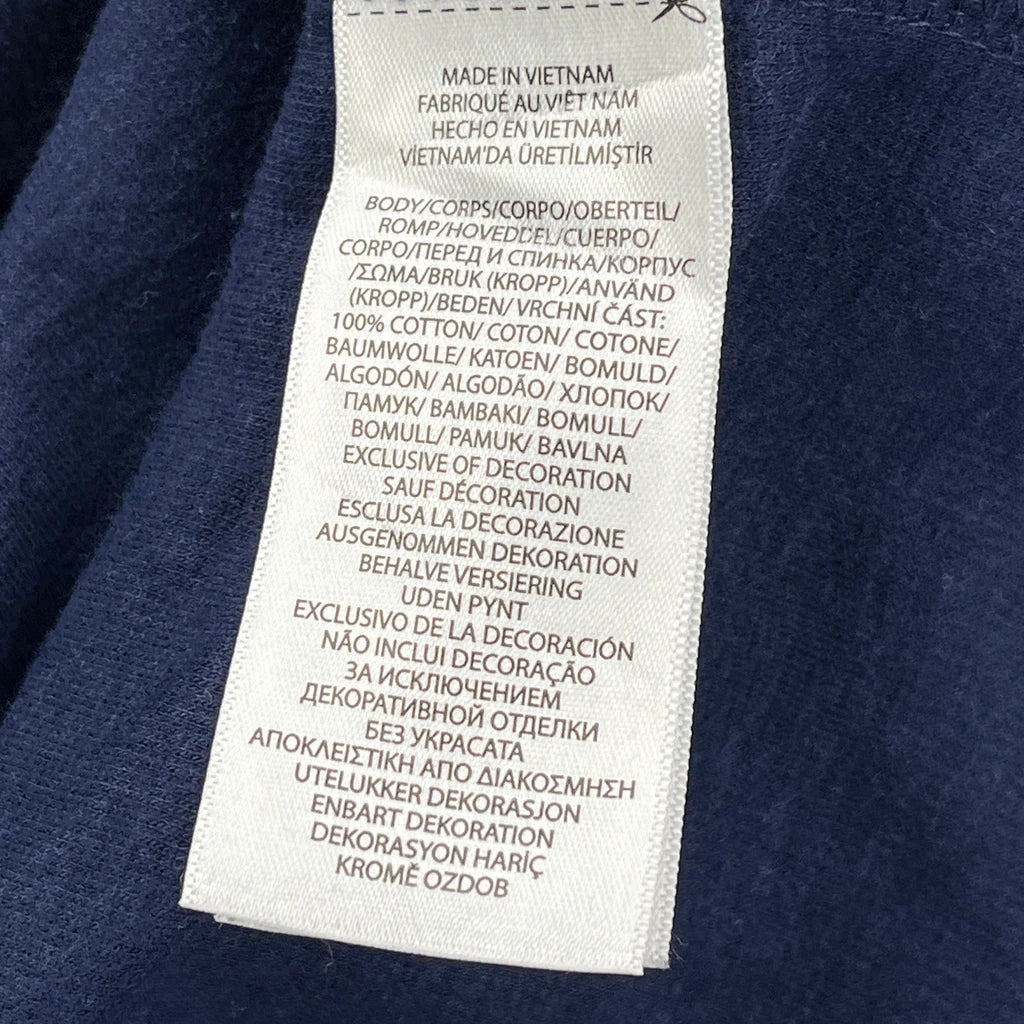 MADE IN VIETNAM
FABRIQUÉ AU VIÊT NAM
HECHO EN VIETNAM
VİETNAM'DA ÜRETİLMİŞTİR
BODY/CORPS/CORPO/OBERTEIL/
ROMP/HOVEDDEL/CUERPO/
CORPO/ПЕРЕД И СПИНКА/КОРПУС
/ΣΩΜΑ/BRUK (KROPP)/ANVÄND
(KROPP)/BEDEN/ VRCHNÍ ČÁST:
100% COTTON/ COTON/ COTONE/
BAUMWOLLE/ KATOEN/ BOMULD/
ALGODÓN/ ALGODÃO/ ХЛОПОК/
ПАМУК/ BAMBAKI/ BOMULL/
BOMULL/ PAMUK/ BAVLNA
EXCLUSIVE OF DECORATION
SAUF DÉCORATION
ESCLUSA LA DECORAZIONE
AUSGENOMMEN DEKORATION
BEHALVE VERSIERING
UDEN PYNT
EXCLUSIVO DE LA DECORACIÓN
NÃO INCLUI DECORAÇÃO
ЗА ИСКЛЮЧЕНИЕМ
ДЕКОРАТИВНОЙ ОТДЕЛКИ
БЕЗ УКРАСАТА
ΑΠΟΚΛΕΙΣΤΙΚΗ ΑΠΟ ΔΙΑΚΟΣΜΗΣΗ
UTELUKKER DEKORASJON
ENBART DEKORATION
DEKORASYON HARİÇ
KROMĚ OZDOB